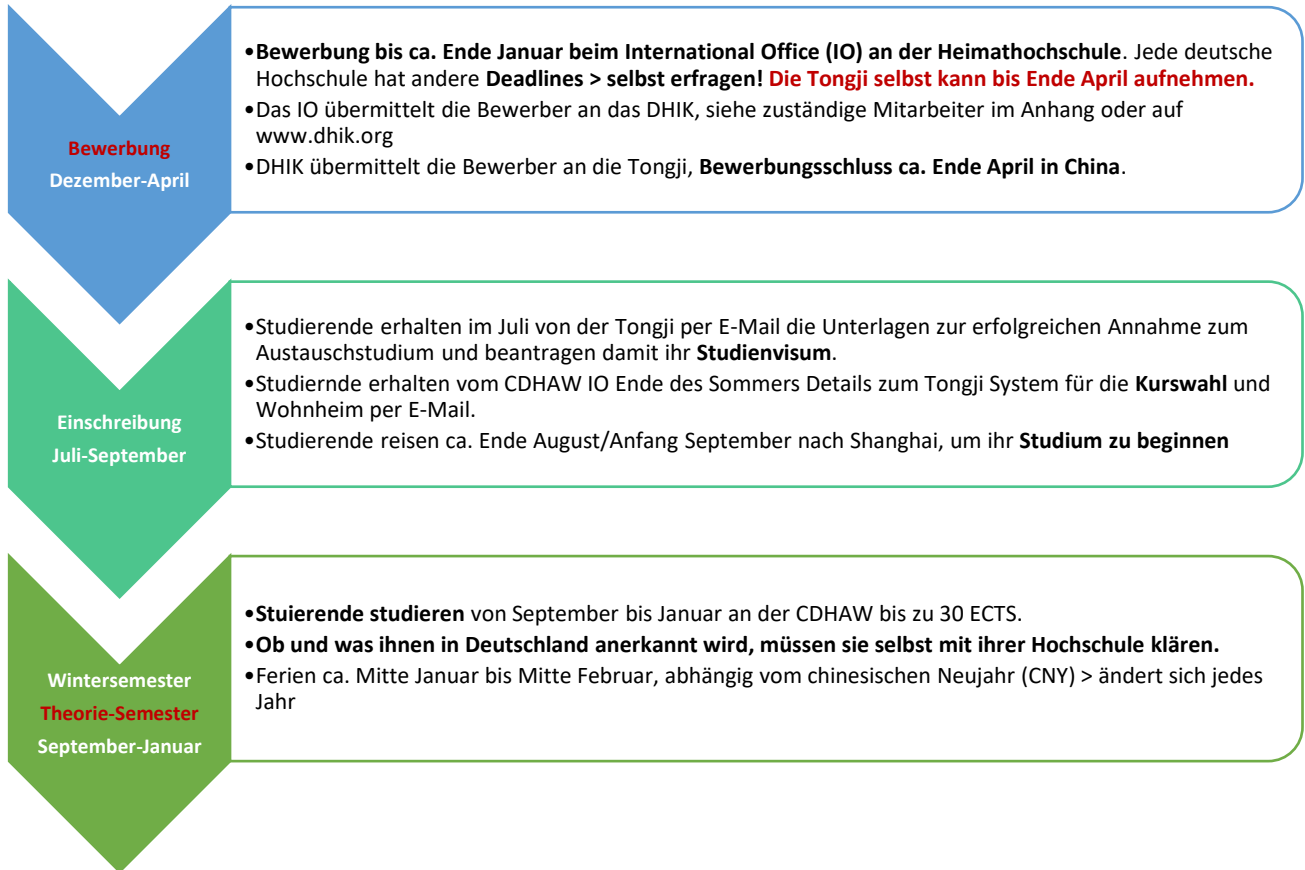 Bewerbung
Dezember-April
•Bewerbung bis ca. Ende Januar beim International Office (IO) an der Heimathochschule. Jede deutsche
Hochschule hat andere Deadlines > selbst erfragen! Die Tongji selbst kann bis Ende April aufnehmen.
•Das IO übermittelt die Bewerber an das DHIK, siehe zuständige Mitarbeiter im Anhang oder auf
www.dhik.org
•DHIK übermittelt die Bewerber an die Tongji, Bewerbungsschluss ca. Ende April in China.
Einschreibung
Juli-September
•Studierende erhalten im Juli von der Tongji per E-Mail die Unterlagen zur erfolgreichen Annahme zum
Austauschstudium und beantragen damit ihr Studienvisum.
•Studiernde erhalten vom CDHAW IO Ende des Sommers Details zum Tongji System für die Kurswahl und
Wohnheim per E-Mail.
•Studierende reisen ca. Ende August/Anfang September nach Shanghai, um ihr Studium zu beginnen
Wintersemester
Theorie-Semester
September-Januar
•Stuierende studieren von September bis Januar an der CDHAW bis zu 30 ECTS.
•Ob und was ihnen in Deutschland anerkannt wird, müssen sie selbst mit ihrer Hochschule klären.
•Ferien ca. Mitte Januar bis Mitte Februar, abhängig vom chinesischen Neujahr (CNY) > ändert sich jedes
Jahr